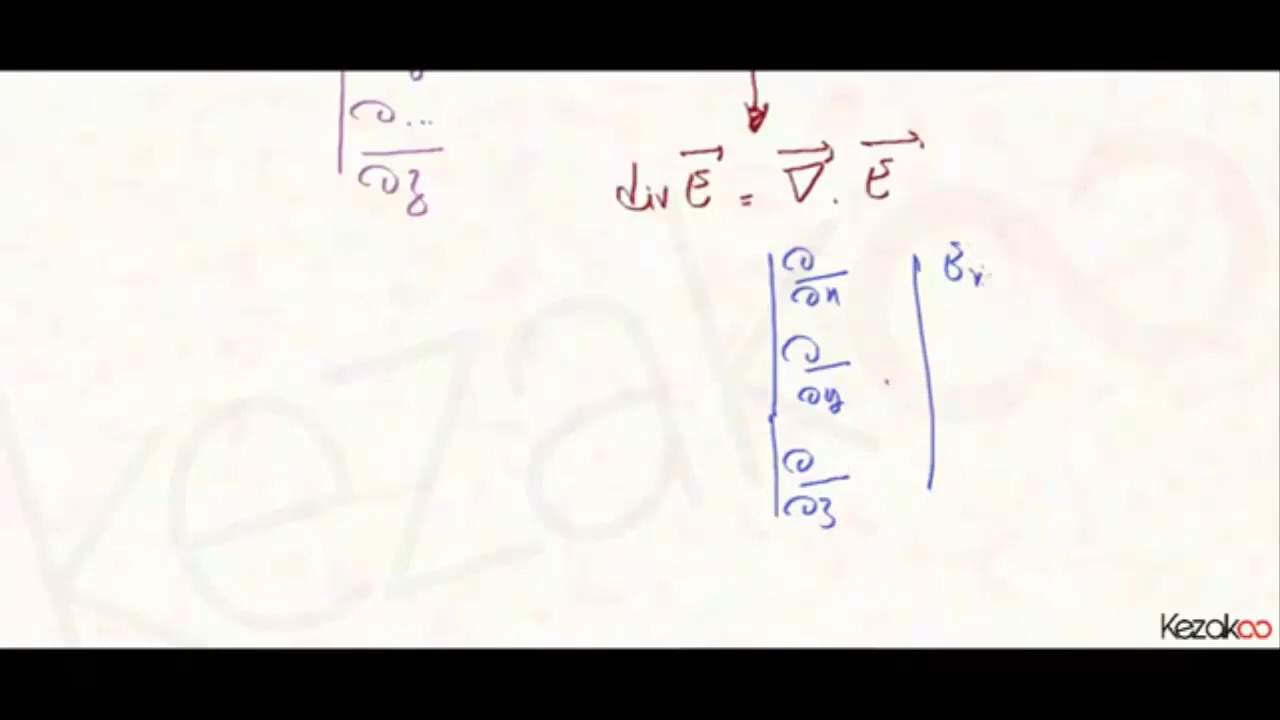 ∂...
∂z
div E⃗ = ∇⃗ . E⃗
∂/∂x
∂/∂y
.
∂/∂z
Kezakoo